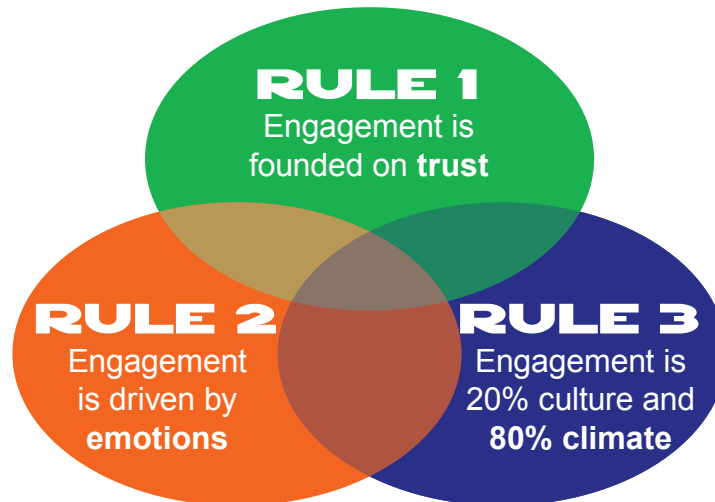 RULE 1
Engagement is
founded on trust
RULE 2
Engagement
is driven by
emotions
RULE 3
Engagement is
20% culture and
80% climate